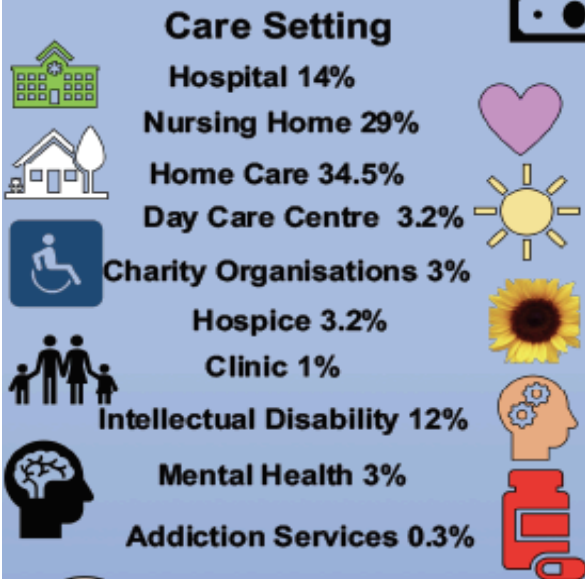 Care Setting
Hospital 14%
Nursing Home 29%
Home Care 34.5%
Day Care Centre 3.2%
Charity Organisations 3%
Hospice 3.2%
Clinic 1%
Intellectual Disability 12%
Mental Health 3%
Addiction Services 0.3%